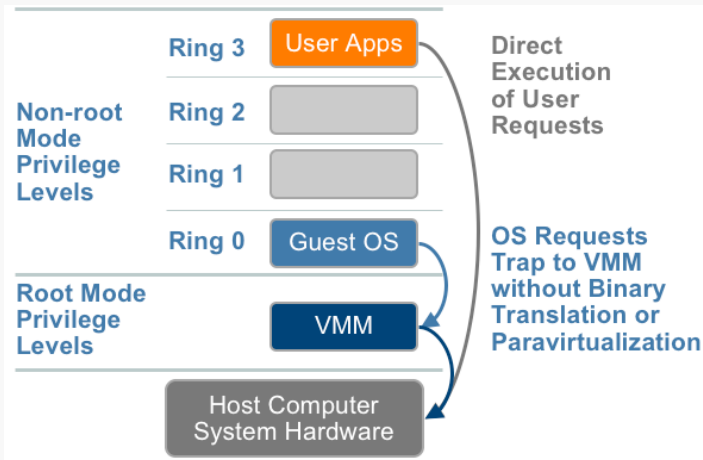 Ring 3
User Apps
Direct
Execution
of User
Requests
Non-root
Mode
Privilege
Levels
Ring 2
Ring 1
Ring 0
Guest OS
OS Requests
Trap to VMM
without Binary
Translation or
Paravirtualization
Root Mode
Privilege
Levels
VMM
Host Computer
System Hardware